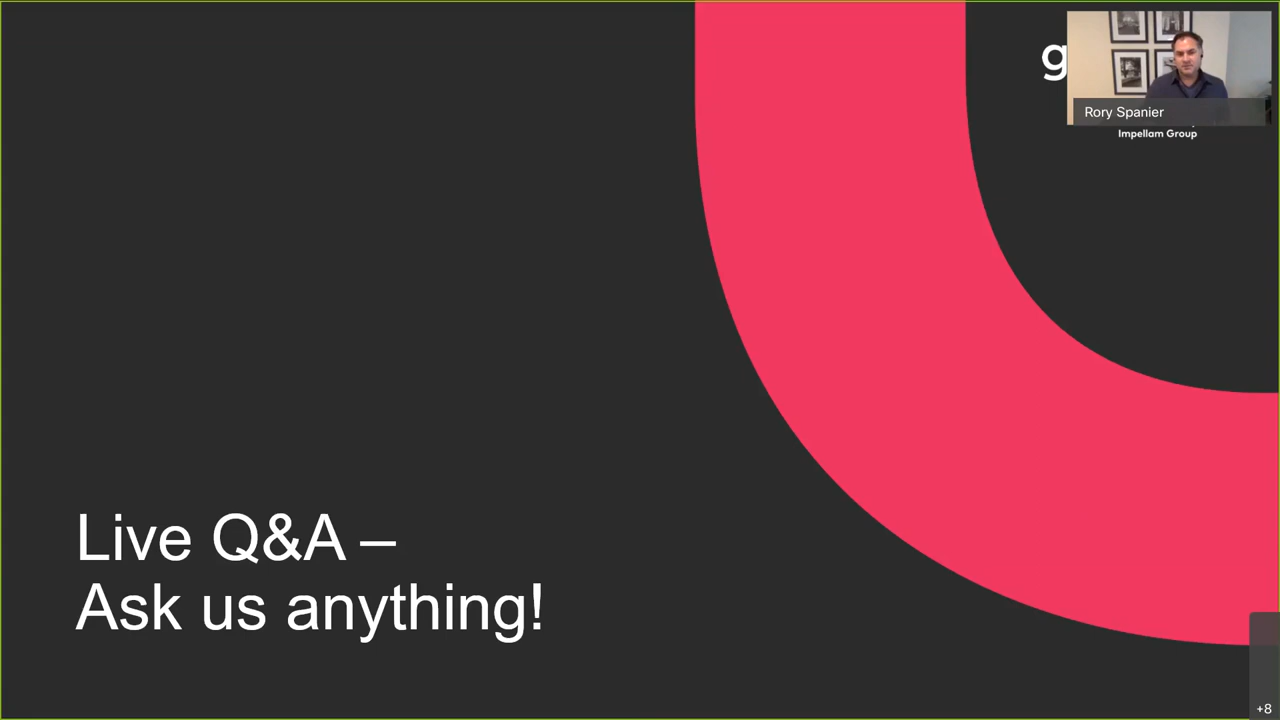 g
Rory Spanier
Impellam Group
Live Q&A –
Ask us anything!
+8